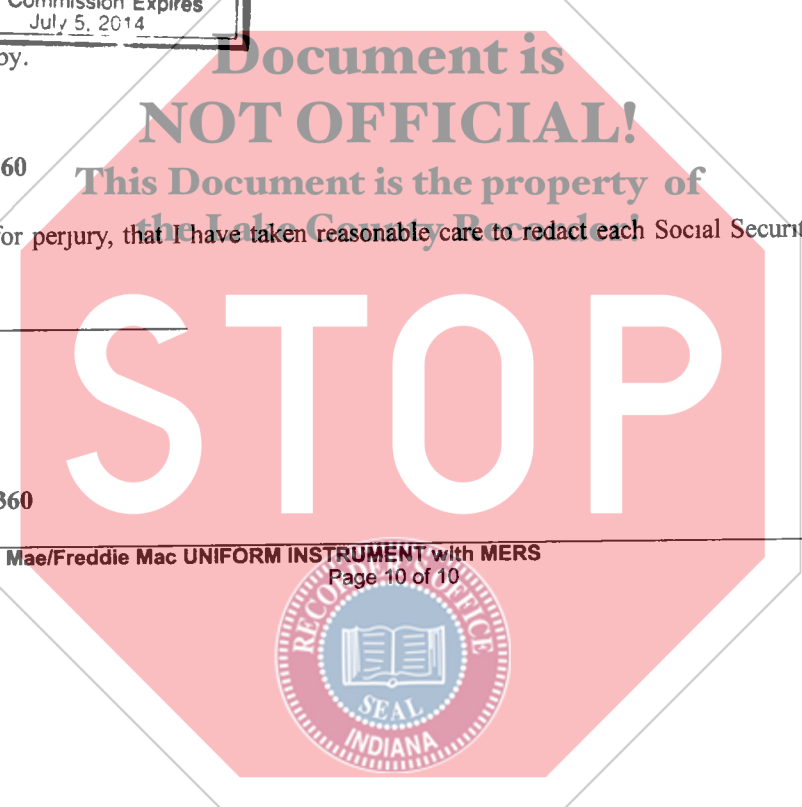 Commission Expires
July 5, 2014
by.
Document is
NOT OFFICIAL!
60
This Document is the property of
the Lake County Recorder!
for perjury, that I have taken reasonable care to redact each Social Securit
STOP
360
Mae/Freddie Mac UNIFORM INSTRUMENT with MERS
Page 10 of 10
RECORDER'S OFFICE
SEAL
INDIANA